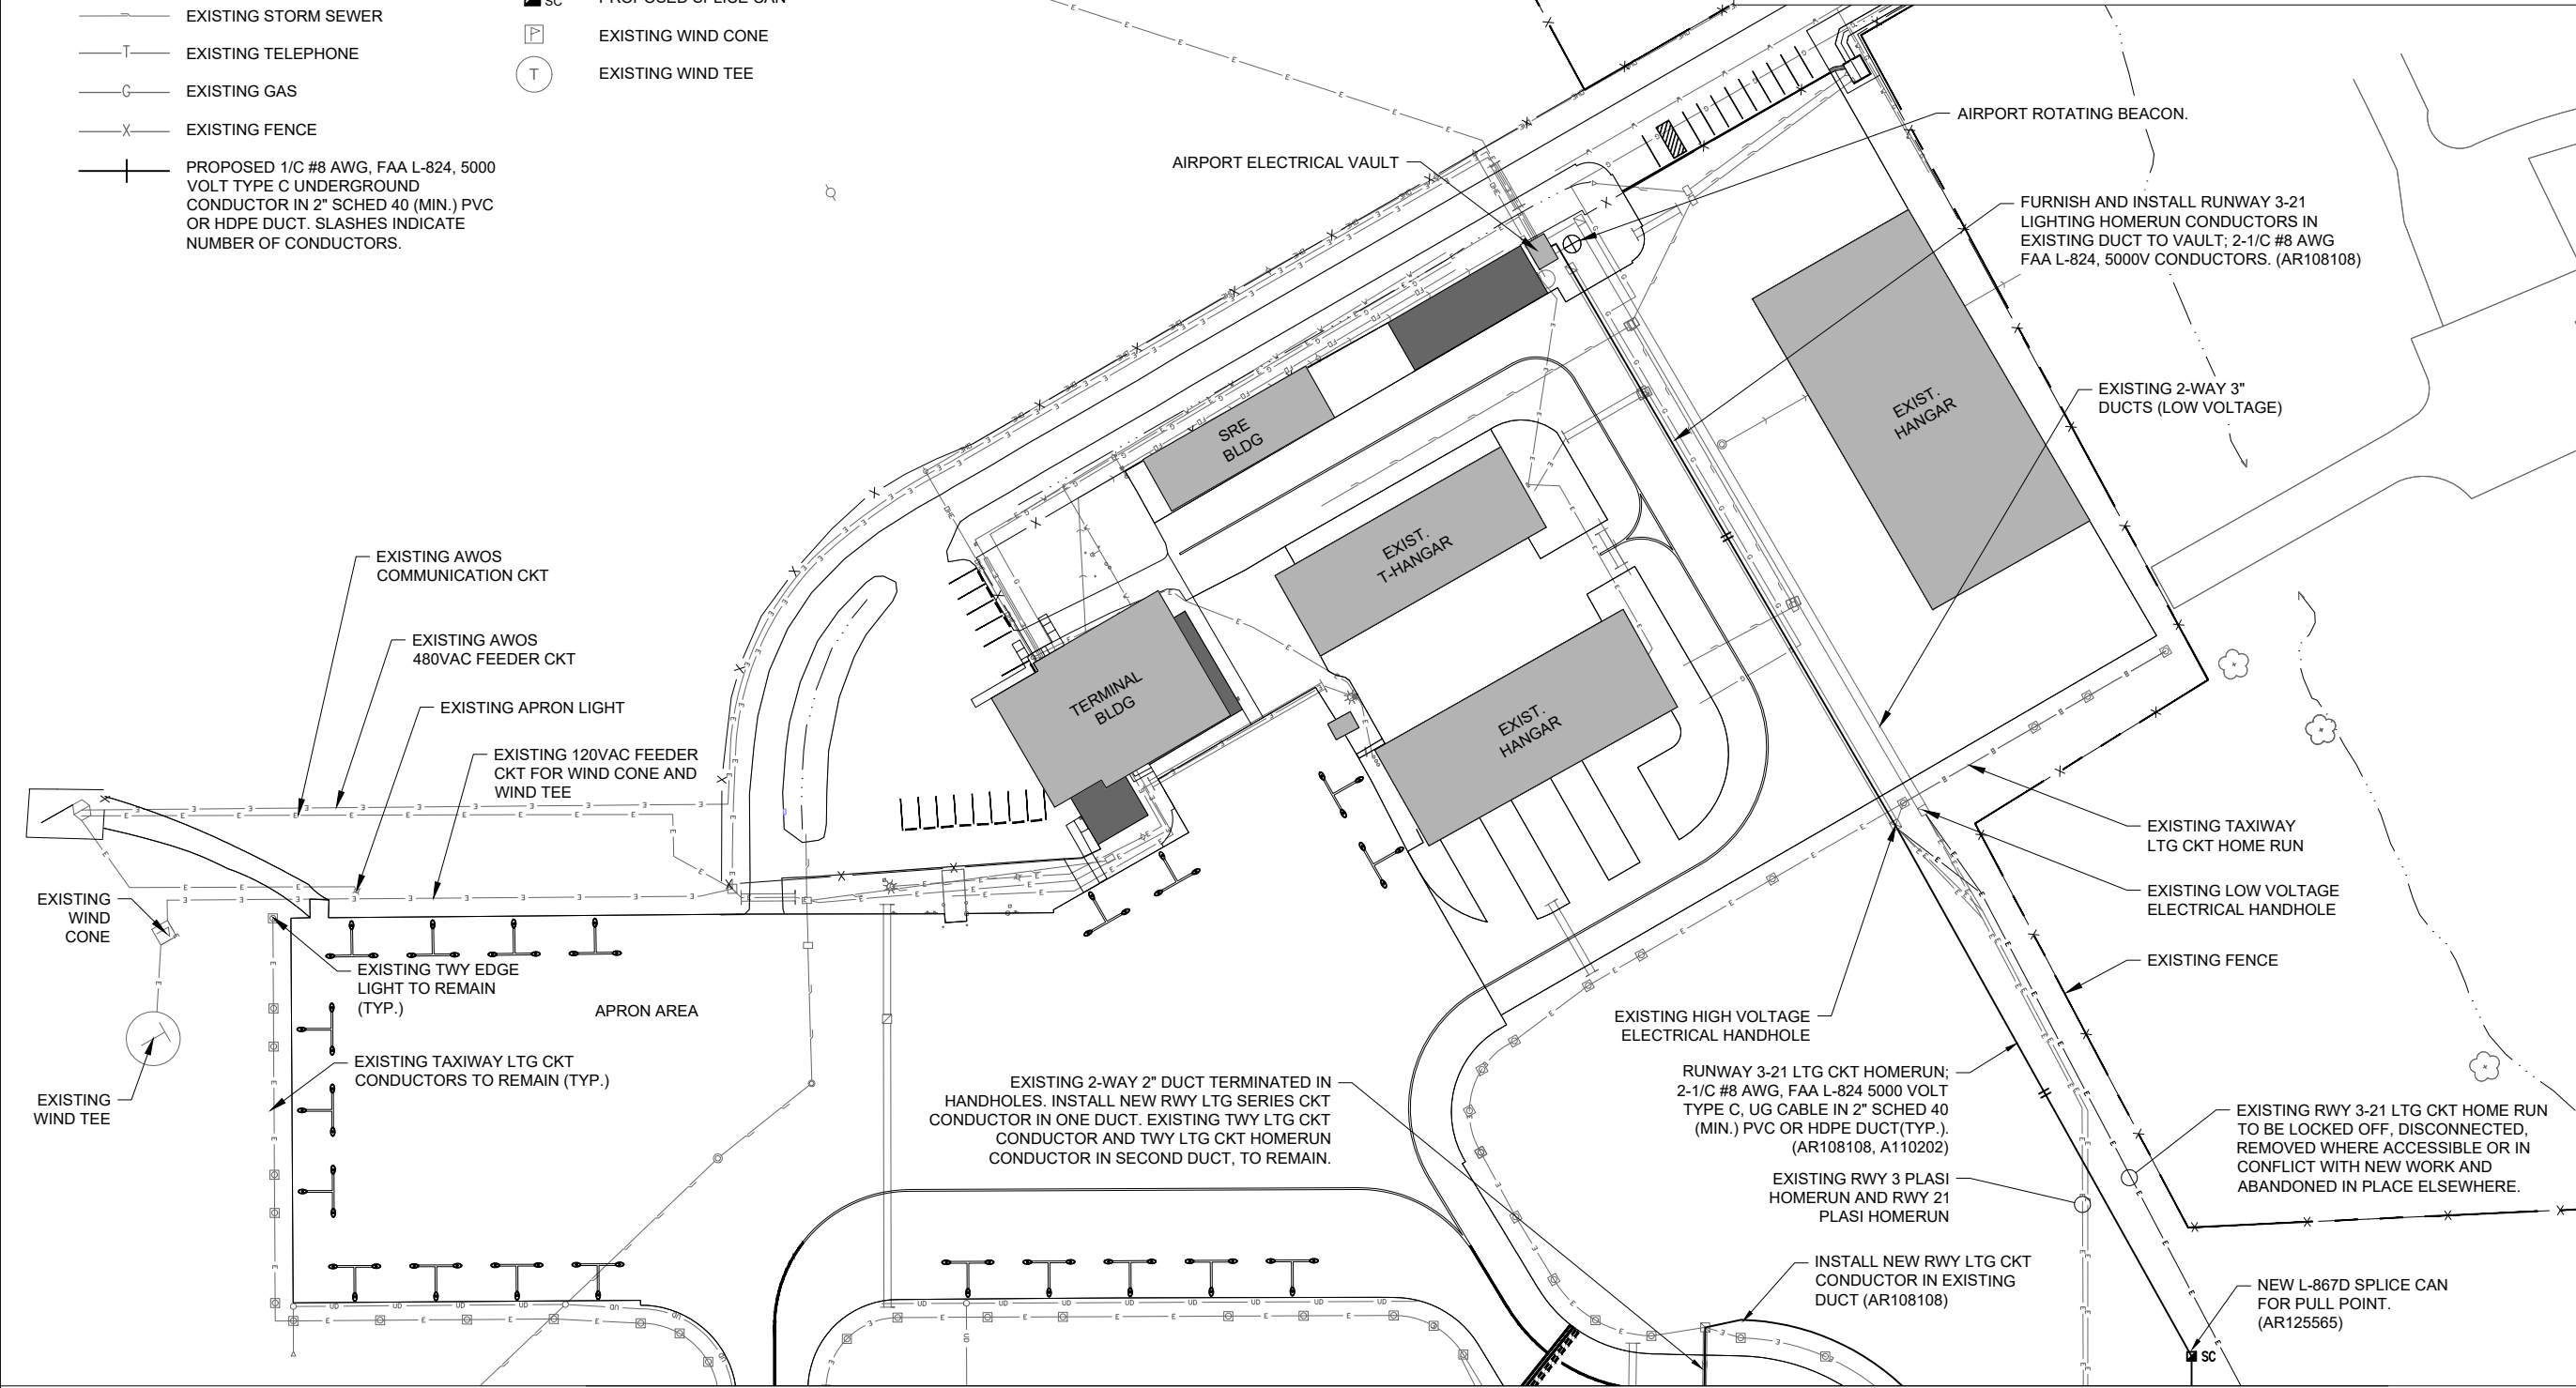 EXISTING STORM SEWER
T
EXISTING TELEPHONE
G
EXISTING GAS
X
EXISTING FENCE
PROPOSED 1/C #8 AWG, FAA L-824, 5000
VOLT TYPE C UNDERGROUND
CONDUCTOR IN 2" SCHED 40 (MIN.) PVC
OR HDPE DUCT. SLASHES INDICATE
NUMBER OF CONDUCTORS.
SC
PROPOSED SPLICE CAN
P
EXISTING WIND CONE
T
EXISTING WIND TEE
AIRPORT ELECTRICAL VAULT
AIRPORT ROTATING BEACON.
FURNISH AND INSTALL RUNWAY 3-21
LIGHTING HOMERUN CONDUCTORS IN
EXISTING DUCT TO VAULT; 2-1/C #8 AWG
FAA L-824, 5000V CONDUCTORS. (AR108108)
EXISTING 2-WAY 3"
DUCTS (LOW VOLTAGE)
EXIST.
HANGAR
SRE
BLDG
EXIST.
T-HANGAR
TERMINAL
BLDG
EXIST.
HANGAR
EXISTING AWOS
COMMUNICATION CKT
EXISTING AWOS
480VAC FEEDER CKT
EXISTING APRON LIGHT
EXISTING 120VAC FEEDER
CKT FOR WIND CONE AND
WIND TEE
EXISTING
WIND
CONE
EXISTING TWY EDGE
LIGHT TO REMAIN
(TYP.)
APRON AREA
EXISTING TAXIWAY LTG CKT
CONDUCTORS TO REMAIN (TYP.)
EXISTING
WIND TEE
EXISTING TAXIWAY
LTG CKT HOME RUN
EXISTING LOW VOLTAGE
ELECTRICAL HANDHOLE
EXISTING FENCE
EXISTING HIGH VOLTAGE
ELECTRICAL HANDHOLE
EXISTING 2-WAY 2" DUCT TERMINATED IN
HANDHOLES. INSTALL NEW RWY LTG SERIES CKT
CONDUCTOR IN ONE DUCT. EXISTING TWY LTG CKT
CONDUCTOR AND TWY LTG CKT HOMERUN
CONDUCTOR IN SECOND DUCT, TO REMAIN.
RUNWAY 3-21 LTG CKT HOMERUN;
2-1/C #8 AWG, FAA L-824 5000 VOLT
TYPE C, UG CABLE IN 2" SCHED 40
(MIN.) PVC OR HDPE DUCT(TYP.).
(AR108108, A110202)
EXISTING RWY 3 PLASI
HOMERUN AND RWY 21
PLASI HOMERUN
EXISTING RWY 3-21 LTG CKT HOME RUN
TO BE LOCKED OFF, DISCONNECTED,
REMOVED WHERE ACCESSIBLE OR IN
CONFLICT WITH NEW WORK AND
ABANDONED IN PLACE ELSEWHERE.
INSTALL NEW RWY LTG CKT
CONDUCTOR IN EXISTING
DUCT (AR108108)
NEW L-867D SPLICE CAN
FOR PULL POINT.
(AR125565)
SC